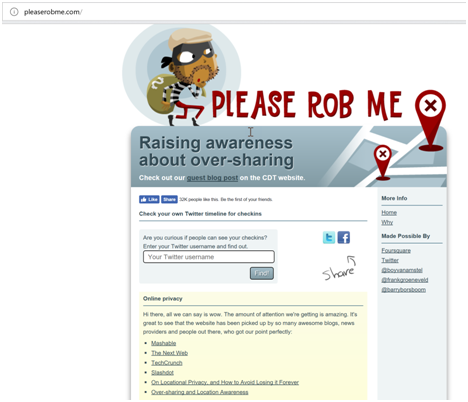 pleaserobme.com/
PLEASE ROB ME
Raising awareness
about over-sharing
Check out our guest blog post on the CDT website.
Like Share 12K people like this. Be the first of your friends.
Check your own Twitter timeline for checkins
Are you curious if people can see your checkins?
Enter your Twitter username and find out.
Your Twitter username
Find!
Share
Online privacy
Hi there, all we can say is wow. The amount of attention we're getting is amazing. It's
great to see that the website has been picked up by so many awesome blogs, news
providers and people out there, who got our point perfectly:
Mashable
The Next Web
TechCrunch
Slashdot
On Locational Privacy, and How to Avoid Losing it Forever
Over-sharing and Location Awareness
More Info
Home
Why
Made Possible By
Foursquare
Twitter
@boyvanamstel
@frankgroeneveld
@barryborsboom